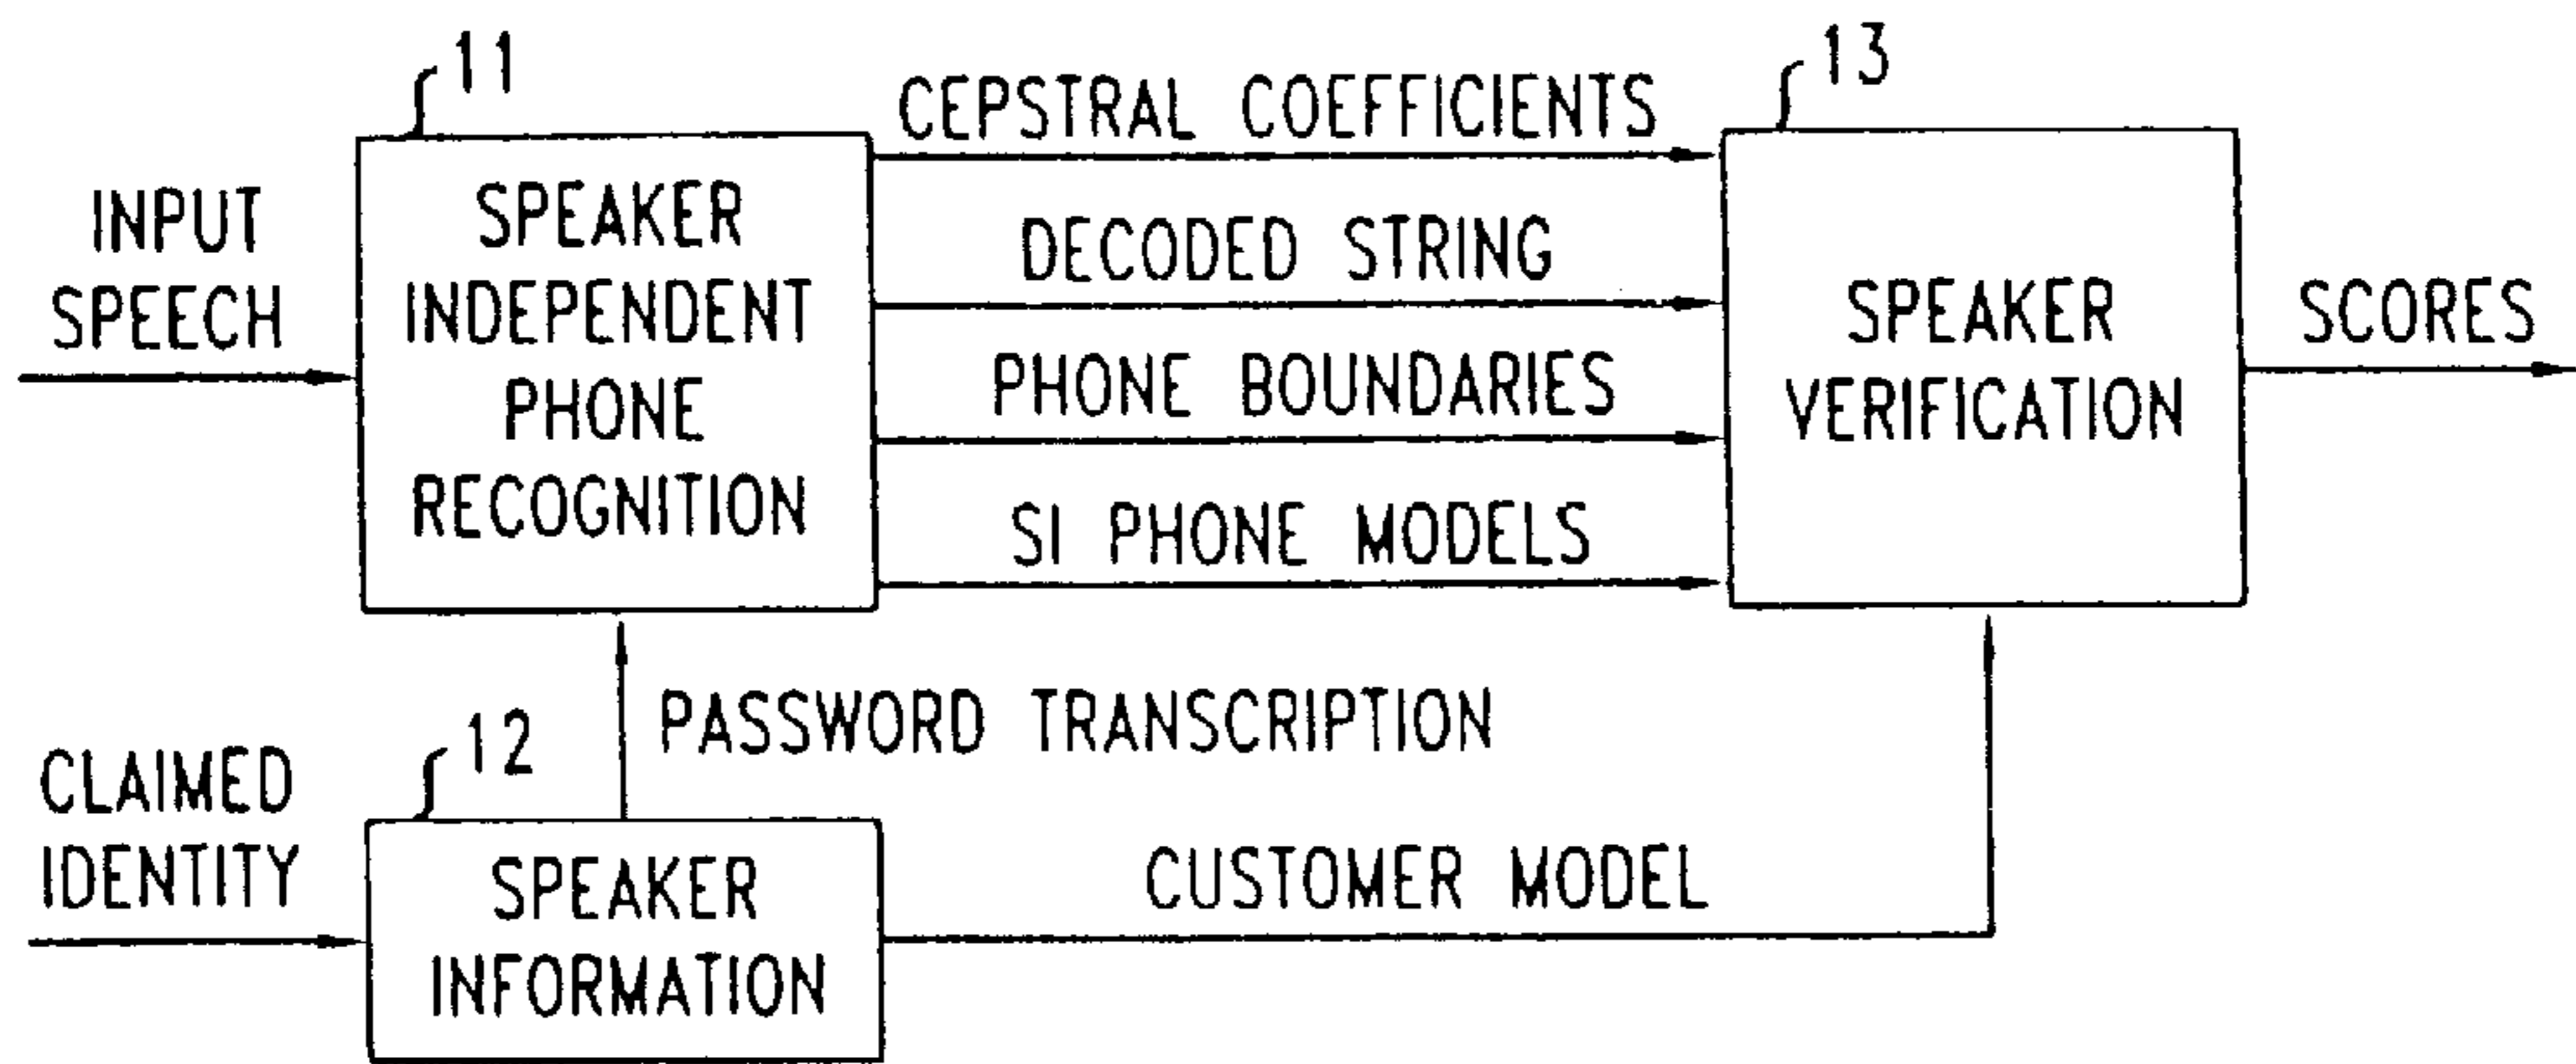 11
13
CEPSTRAL COEFFICIENTS
INPUT
SPEECH
SPEAKER
INDEPENDENT
PHONE
RECOGNITION
DECODED STRING
PHONE BOUNDARIES
SI PHONE MODELS
SPEAKER
VERIFICATION
SCORES
PASSWORD TRANSCRIPTION
12
CLAIMED
IDENTITY
SPEAKER
INFORMATION
CUSTOMER MODEL